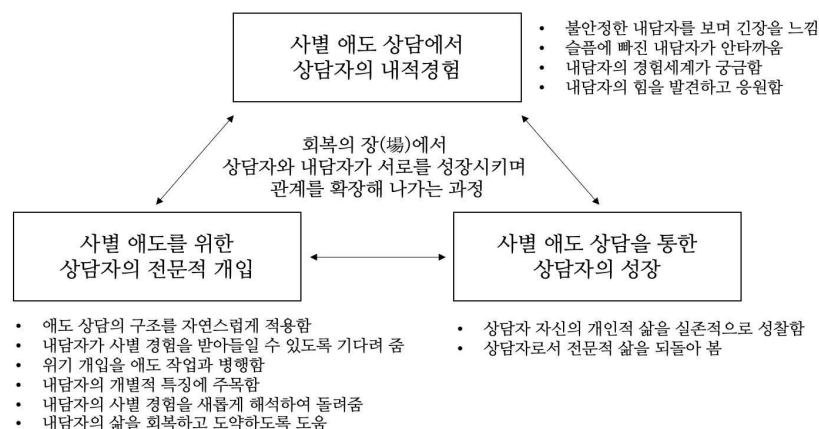 사별 애도 상담에서
상담자의 내적경험
• 불안정한 내담자를 보며 긴장을 느낌
• 슬픔에 빠진 내담자가 안타까움
• 내담자의 경험세계가 궁금함
• 내담자의 힘을 발견하고 응원함
회복의 장(場)에서
상담자와 내담자가 서로를 성장시키며
관계를 확장해 나가는 과정
사별 애도를 위한
상담자의 전문적 개입
사별 애도 상담을 통한
상담자의 성장
• 애도 상담의 구조를 자연스럽게 적용함
• 내담자가 사별 경험을 받아들일 수 있도록 기다려 줌
• 위기 개입을 애도 작업과 병행함
• 내담자의 개별적 특징에 주목함
• 내담자의 사별 경험을 새롭게 해석하여 돌려줌
• 내담자의 삶을 회복하고 도약하도록 도움
• 상담자 자신의 개인적 삶을 실존적으로 성찰함
• 상담자로서 전문적 삶을 되돌아 봄